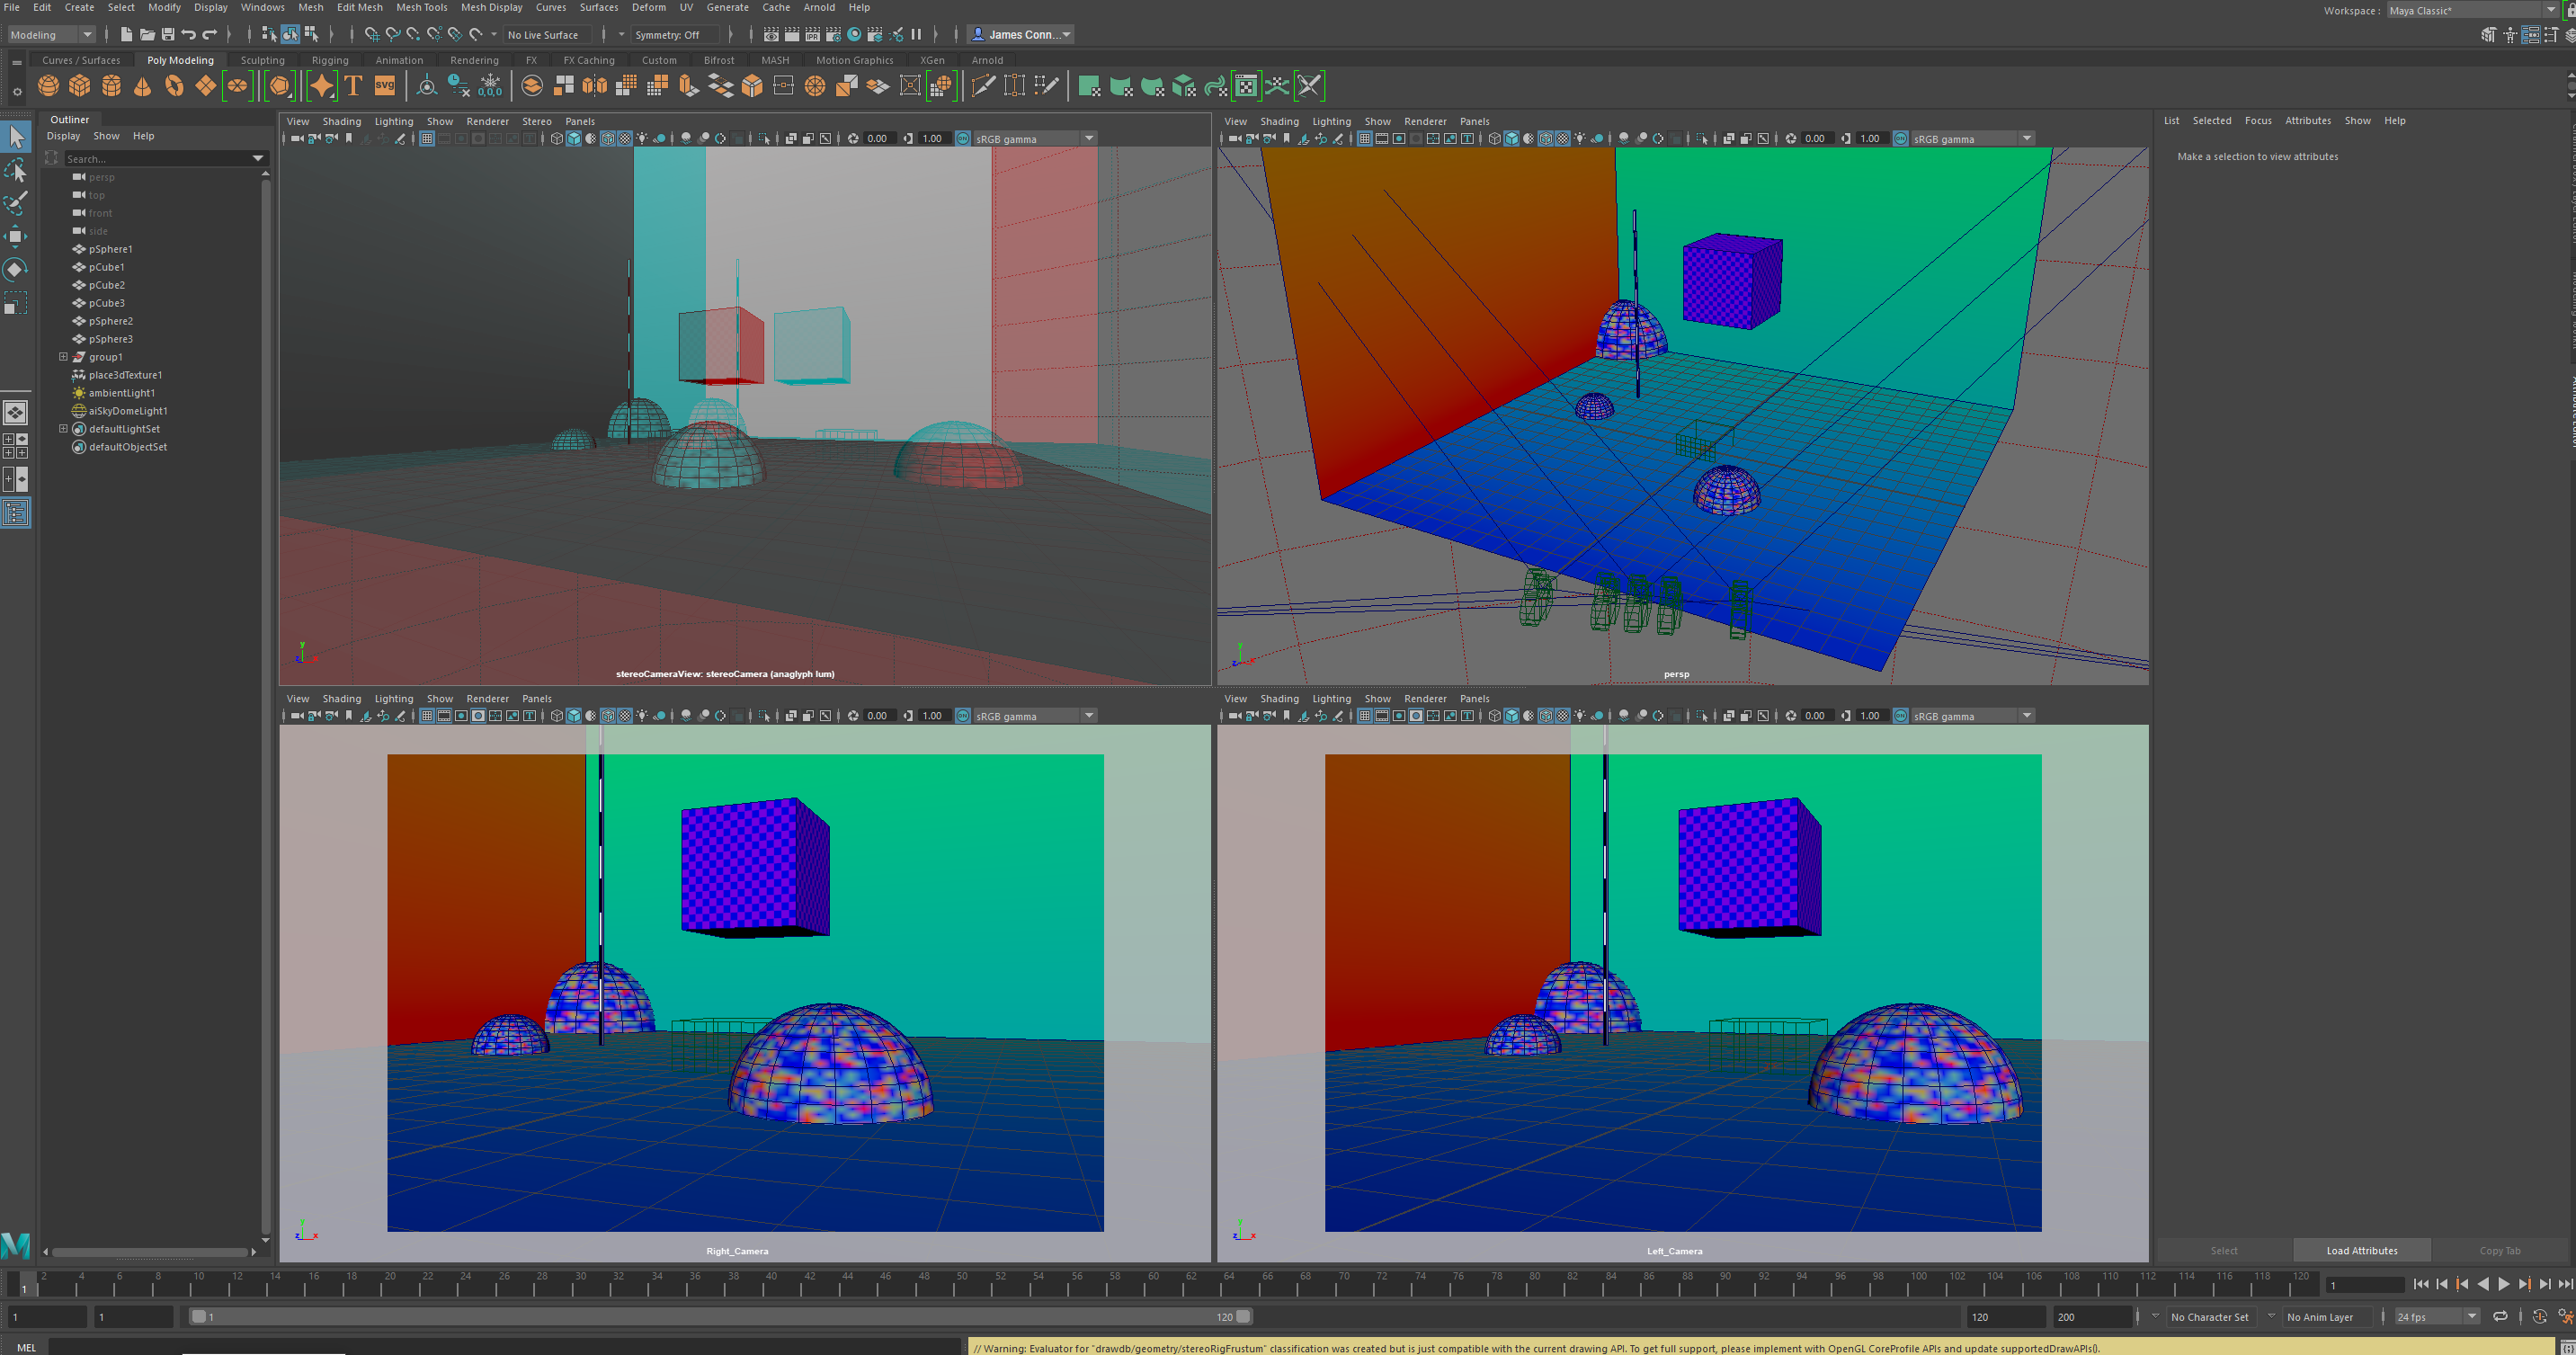 File Edit Create Select Modify Display Windows Mesh Edit Mesh Mesh Tools Mesh Display Curves Surfaces Deform UV Generate Cache Arnold Help
Workspace : Maya Classic*
Modeling No Live Surface Symmetry: Off IPR James Conn...
Curves / Surfaces Poly Modeling Sculpting Rigging Animation Rendering FX FX Caching Custom Bifrost MASH Motion Graphics XGen Arnold
T SVG 0,0,0
Outliner
Display Show Help
Search...
persp
top
front
side
pSphere1
pCube1
pCube2
pCube3
pSphere2
pSphere3
group1
place3dTexture1
ambientLight1
aiSkyDomeLight1
defaultLightSet
defaultObjectSet
View Shading Lighting Show Renderer Stereo Panels
0.00 1.00 sRGB gamma
stereoCameraView: stereoCamera (anaglyph lum)
View Shading Lighting Show Renderer Panels
0.00 1.00 sRGB gamma
persp
View Shading Lighting Show Renderer Panels
0.00 1.00 sRGB gamma
Right_Camera
View Shading Lighting Show Renderer Panels
0.00 1.00 sRGB gamma
Left_Camera
List Selected Focus Attributes Show Help
Make a selection to view attributes
Select Load Attributes Copy Tab
1 2 4 6 8 10 12 14 16 18 20 22 24 26 28 30 32 34 36 38 40 42 44 46 48 50 52 54 56 58 60 62 64 66 68 70 72 74 76 78 80 82 84 86 88 90 92 94 96 98 100 102 104 106 108 110 112 114 116 118 120 1
1 1 1 120 120 200 No Character Set No Anim Layer 24 fps
MEL // Warning: Evaluator for "drawdb/geometry/stereoRigFrustum" classification was created but is just compatible with the current drawing API. To get full support, please implement with OpenGL CoreProfile APIs and update supportedDrawAPIs().